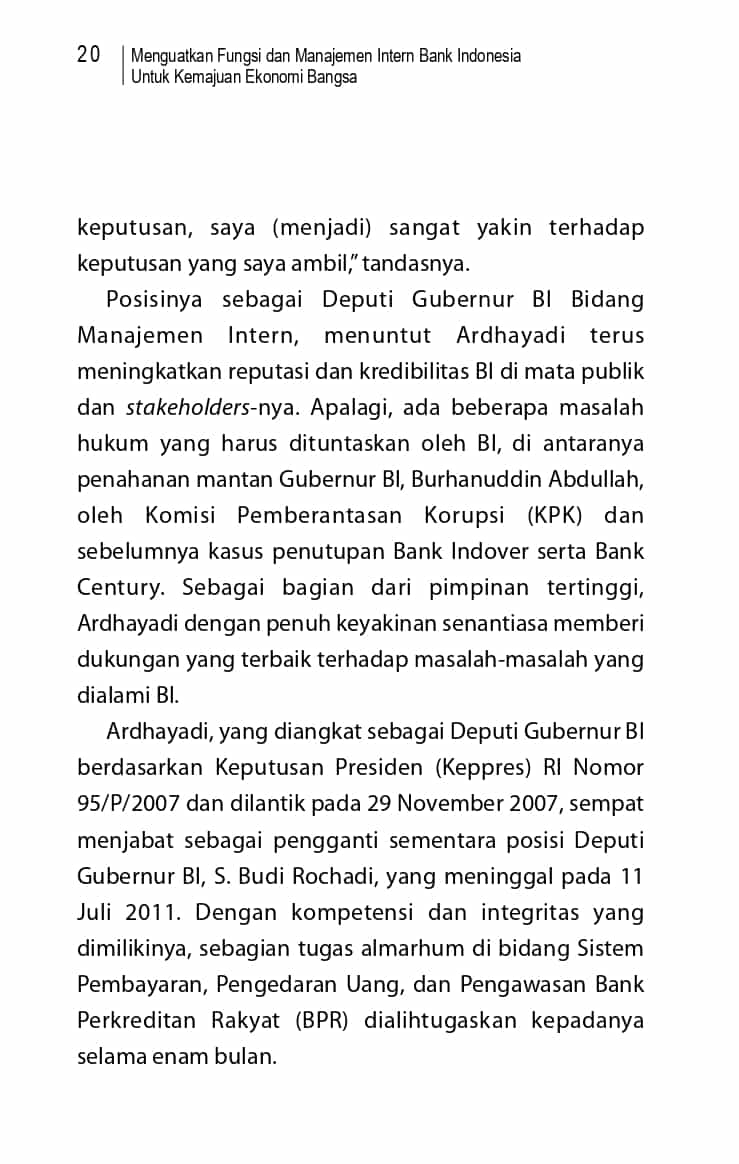 20
Menguatkan Fungsi dan Manajemen Intern Bank Indonesia
Untuk Kemajuan Ekonomi Bangsa
keputusan, saya (menjadi) sangat yakin terhadap
keputusan yang saya ambil,” tandasnya.
Posisinya sebagai Deputi Gubernur BI Bidang
Manajemen Intern, menuntut Ardhayadi terus
meningkatkan reputasi dan kredibilitas BI di mata publik
dan stakeholders-nya. Apalagi, ada beberapa masalah
hukum yang harus dituntaskan oleh BI, di antaranya
penahanan mantan Gubernur BI, Burhanuddin Abdullah,
oleh Komisi Pemberantasan Korupsi (KPK) dan
sebelumnya kasus penutupan Bank Indover serta Bank
Century. Sebagai bagian dari pimpinan tertinggi,
Ardhayadi dengan penuh keyakinan senantiasa memberi
dukungan yang terbaik terhadap masalah-masalah yang
dialami BI.
Ardhayadi, yang diangkat sebagai Deputi Gubernur BI
berdasarkan Keputusan Presiden (Keppres) RI Nomor
95/P/2007 dan dilantik pada 29 November 2007, sempat
menjabat sebagai pengganti sementara posisi Deputi
Gubernur BI, S. Budi Rochadi, yang meninggal pada 11
Juli 2011. Dengan kompetensi dan integritas yang
dimilikinya, sebagian tugas almarhum di bidang Sistem
Pembayaran, Pengedaran Uang, dan Pengawasan Bank
Perkreditan Rakyat (BPR) dialihtugaskan kepadanya
selama enam bulan.